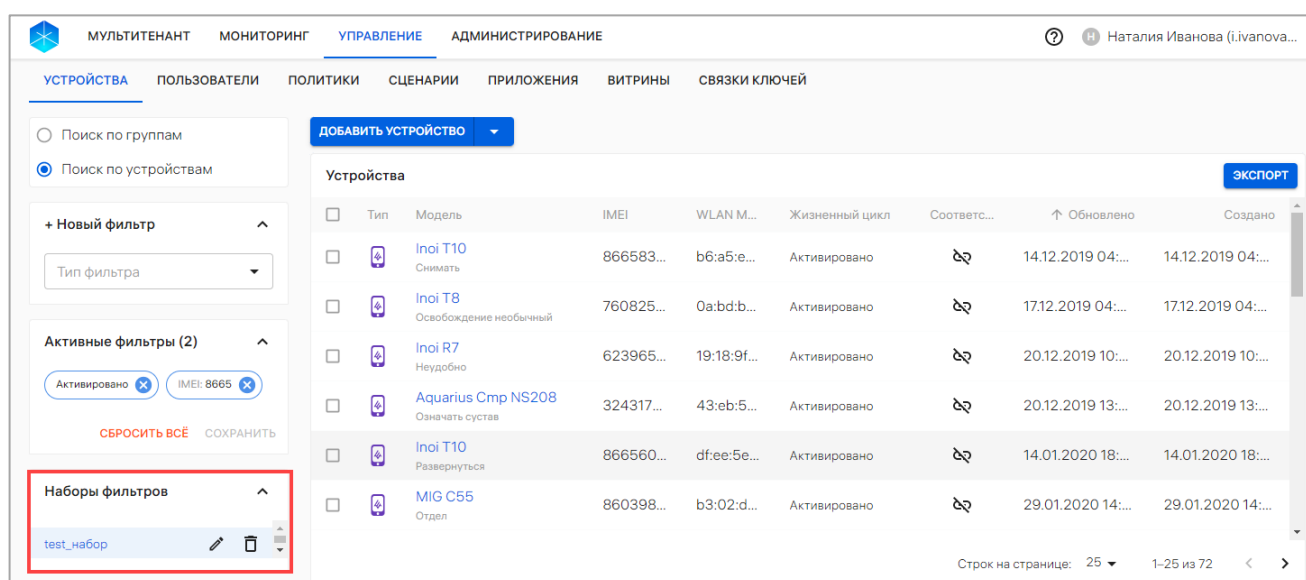 МУЛЬТИТЕНАНТ МОНИТОРИНГ УПРАВЛЕНИЕ АДМИНИСТРИРОВАНИЕ Н Наталия Иванова (i.ivanova...
УСТРОЙСТВА ПОЛЬЗОВАТЕЛИ ПОЛИТИКИ СЦЕНАРИИ ПРИЛОЖЕНИЯ ВИТРИНЫ СВЯЗКИ КЛЮЧЕЙ
Поиск по группам
Поиск по устройствам
+ Новый фильтр
Тип фильтра
Активные фильтры (2)
Активировано IMEI: 8665
СБРОСИТЬ ВСЁ СОХРАНИТЬ
Наборы фильтров
test_набор
ДОБАВИТЬ УСТРОЙСТВО
Устройства ЭКСПОРТ
Тип Модель IMEI WLAN M... Жизненный цикл Соответс... ↑ Обновлено Создано
Inoi T10 866583... b6:a5:e... Активировано 14.12.2019 04:... 14.12.2019 04:...
Снимать
Inoi T8 760825... 0a:bd:b... Активировано 17.12.2019 04:... 17.12.2019 04:...
Освобождение необычный
Inoi R7 623965... 19:18:9f... Активировано 20.12.2019 10:... 20.12.2019 10:...
Неудобно
Aquarius Cmp NS208 324317... 43:eb:5... Активировано 20.12.2019 13:... 20.12.2019 13:...
Означать сустав
Inoi T10 866560... df:ee:5e... Активировано 14.01.2020 18:... 14.01.2020 18:...
Развернуться
MIG C55 860398... b3:02:d... Активировано 29.01.2020 14:... 29.01.2020 14:...
Отдел
Строк на странице: 25 1–25 из 72